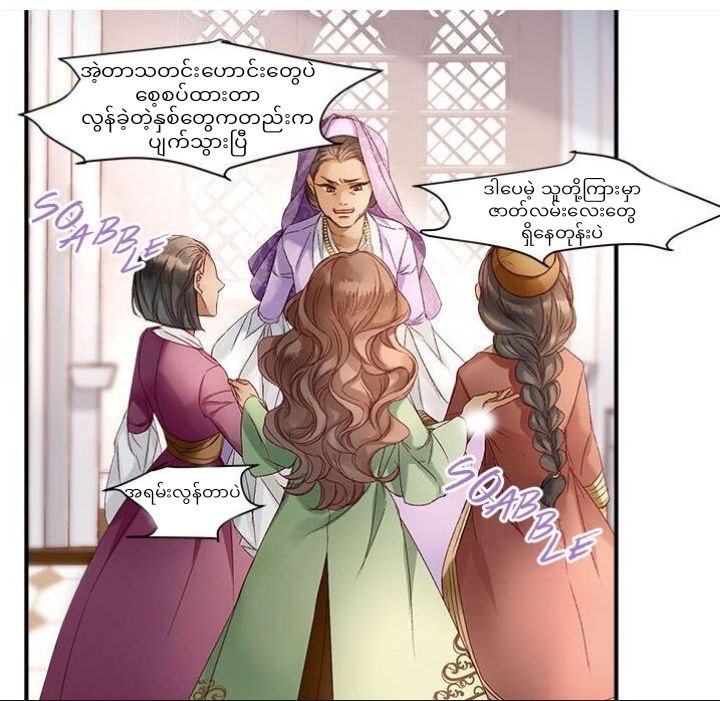 အဲ့တာသတင်းဟောင်းတွေပဲ
စေ့စပ်ထားတာ
လွန်ခဲ့တဲ့နှစ်တွေကတည်းက
ပျက်သွားပြီ
ဒါပေမဲ့ သူတို့ကြားမှာ
ဇာတ်လမ်းလေးတွေ
ရှိနေတုန်းပဲ
SQABBLE
အရမ်းလွန်တာပဲ
SQABBLE